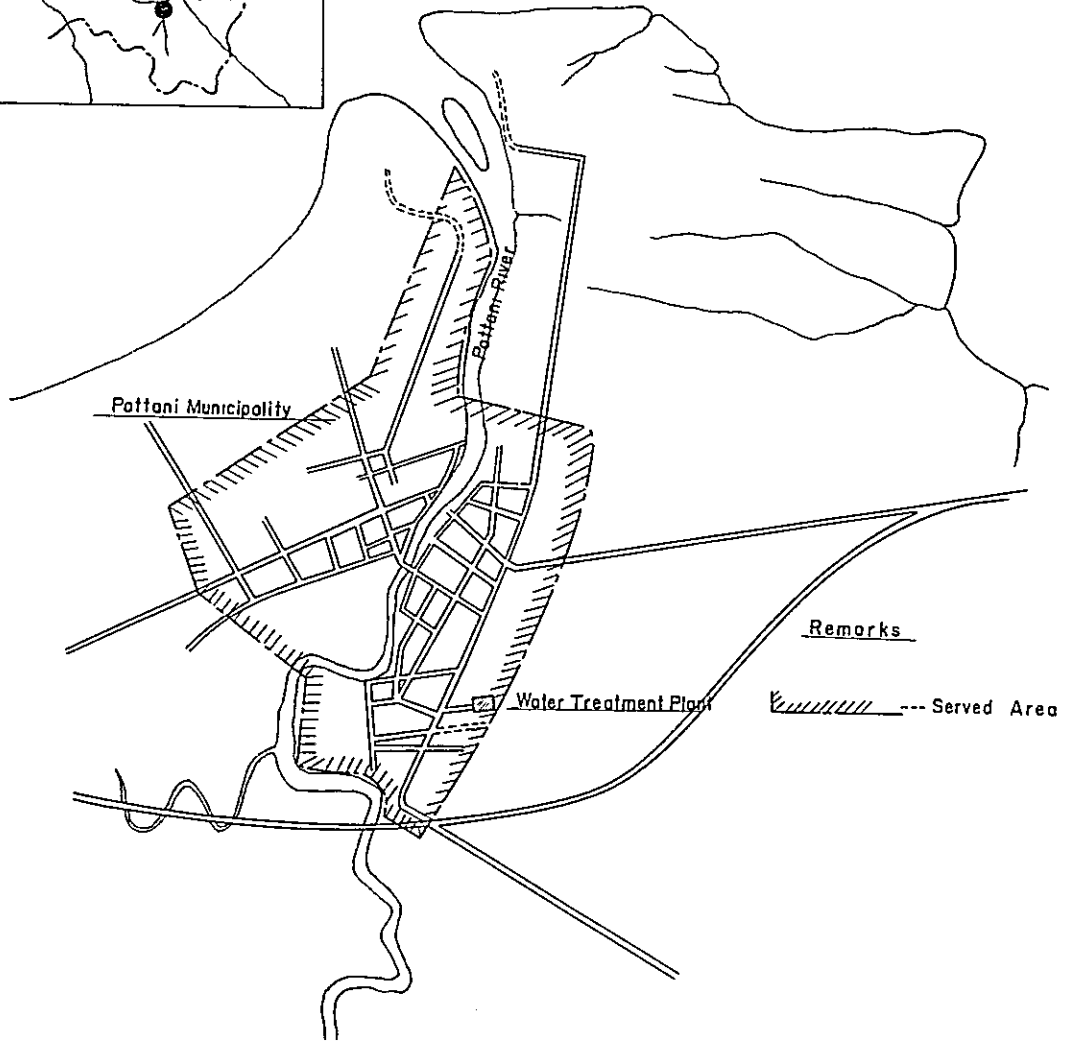 Pattani River
Pattani Municipality
Remarks
Water Treatment Plant
--- Served Area